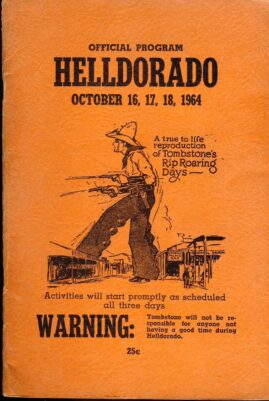 OFFICIAL PROGRAM
HELLDORADO
OCTOBER 16, 17, 18, 1964
A true to life
reproduction
of Tombstone's
Rip Roaring
Days—
Activities will start promptly as scheduled
all three days
WARNING:
Tombstone will not be re-
sponsible for anyone not
having a good time during
Helldorado.
25c